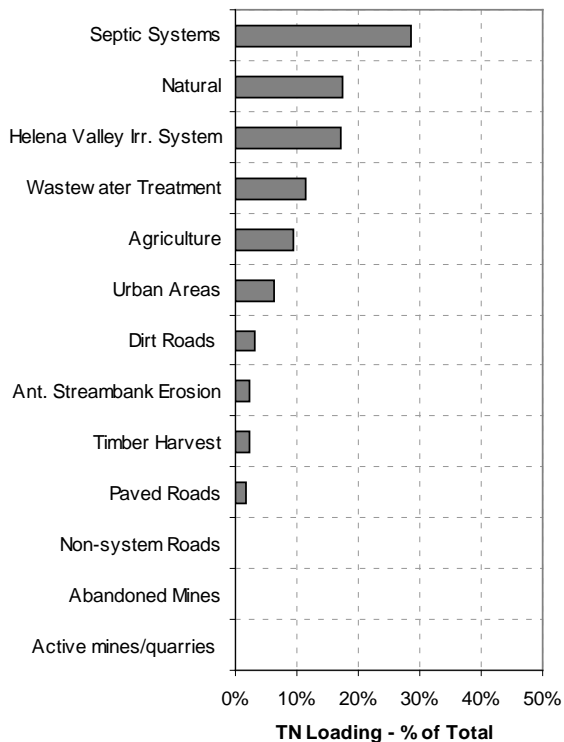 Septic Systems
Natural
Helena Valley Irr. System
Wastewater Treatment
Agriculture
Urban Areas
Dirt Roads
Ant. Streambank Erosion
Timber Harvest
Paved Roads
Non-system Roads
Abandoned Mines
Active mines/quarries
0% 10% 20% 30% 40% 50%
TN Loading - % of Total